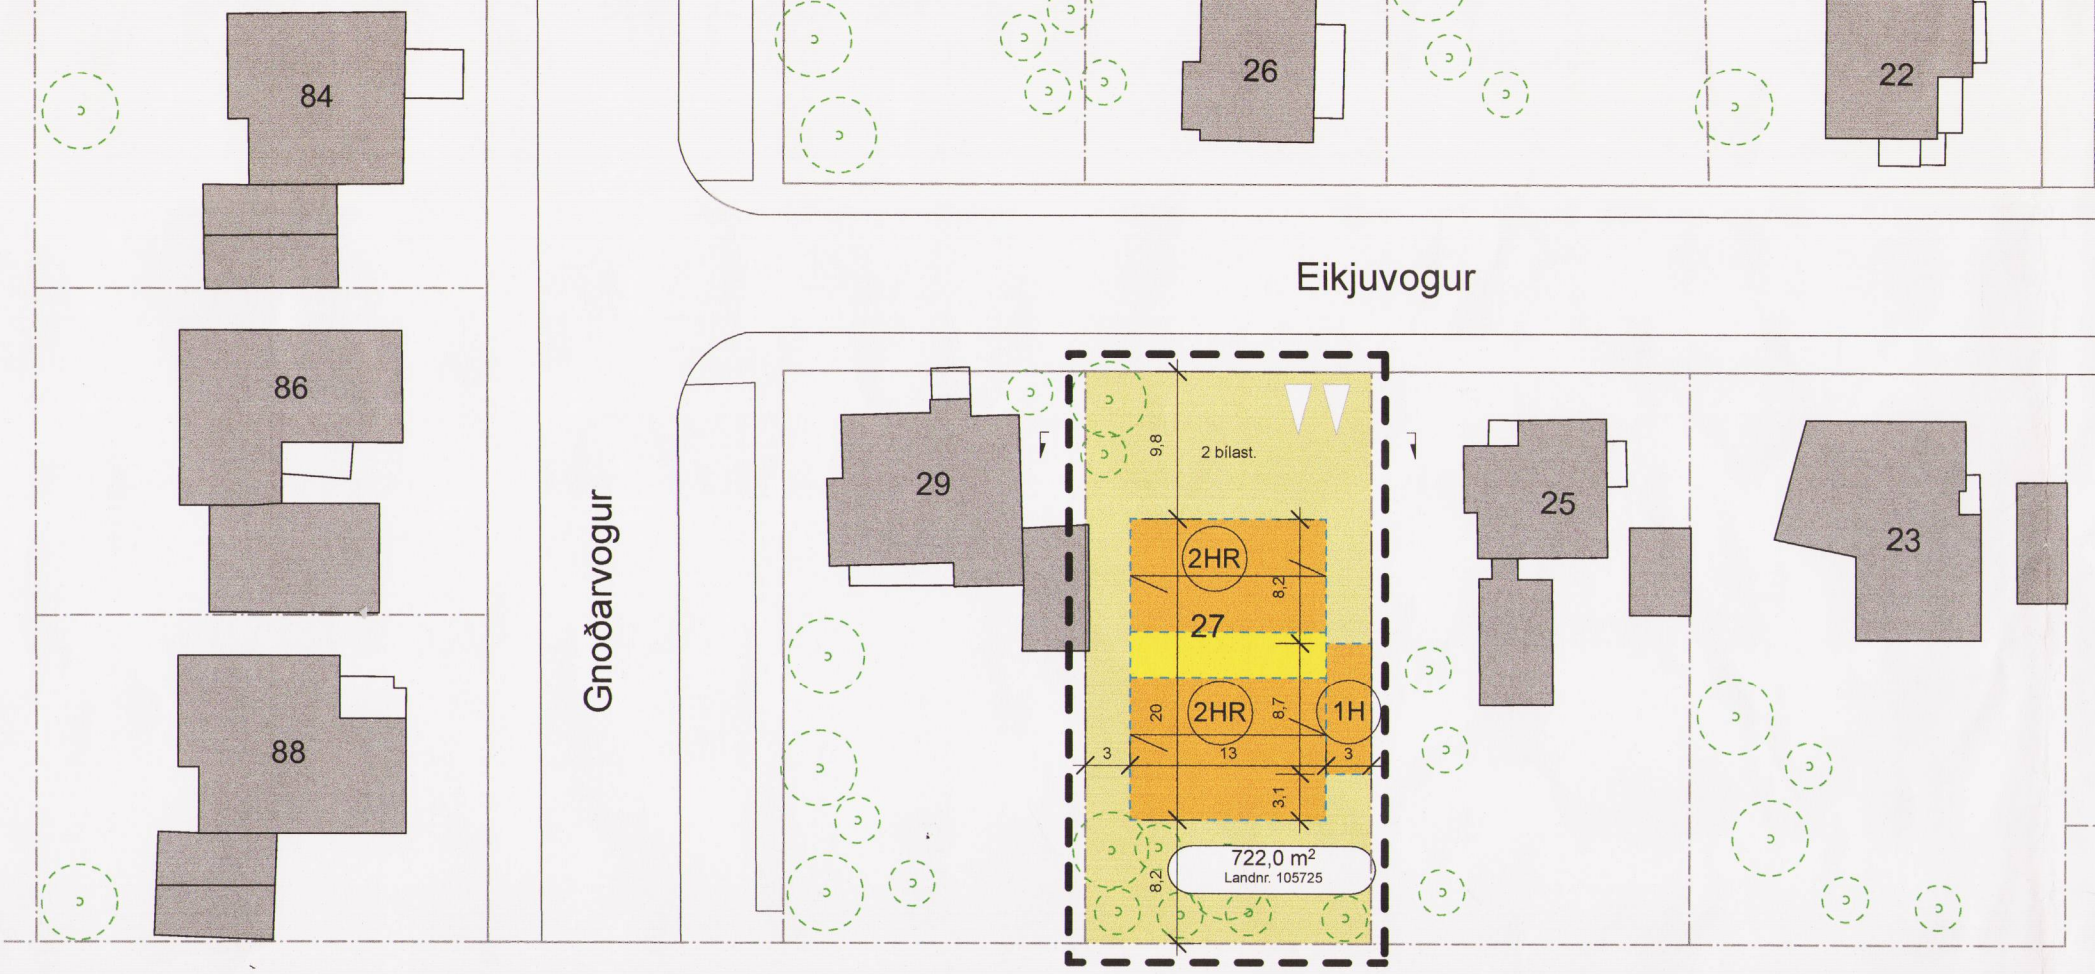 84
26
22
Eikjuvogur
86
29
9,8
2 bílast.
25
23
2HR
8,2
27
Gnoðarvogur
20
2HR
8,7
1H
88
3
13
3
3,1
722,0 m²
Landnr. 105725
8,2